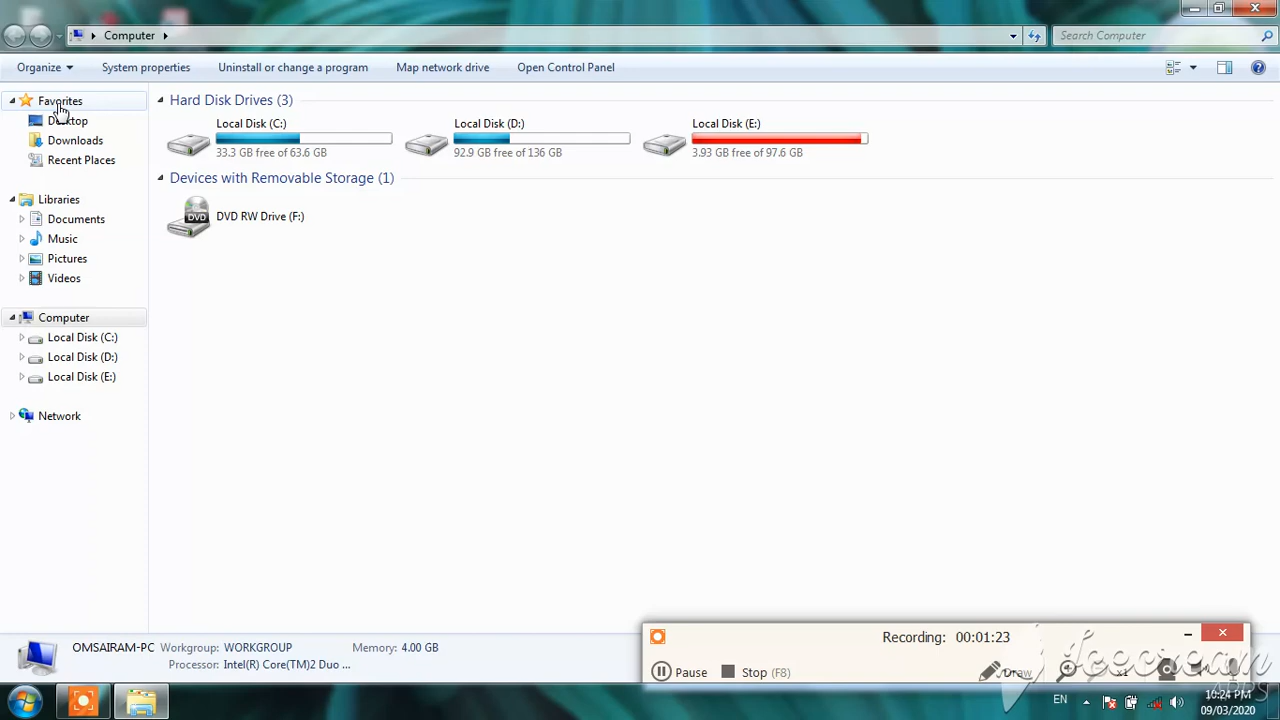 Computer
Search Computer
Organize
System properties
Uninstall or change a program
Map network drive
Open Control Panel
Favorites
Desktop
Downloads
Recent Places
Libraries
Documents
Music
Pictures
Videos
Computer
Local Disk (C:)
Local Disk (D:)
Local Disk (E:)
Network
Hard Disk Drives (3)
Local Disk (C:)
33.3 GB free of 63.6 GB
Local Disk (D:)
92.9 GB free of 136 GB
Local Disk (E:)
3.93 GB free of 97.6 GB
Devices with Removable Storage (1)
DVD
DVD RW Drive (F:)
OMSAIRAM-PC
Workgroup: WORKGROUP
Memory: 4.00 GB
Processor: Intel(R) Core(TM)2 Duo ...
Recording: 00:01:23
Pause
Stop (F8)
Draw
x1
Icecream
APPS
EN
10:24 PM
09/03/2020